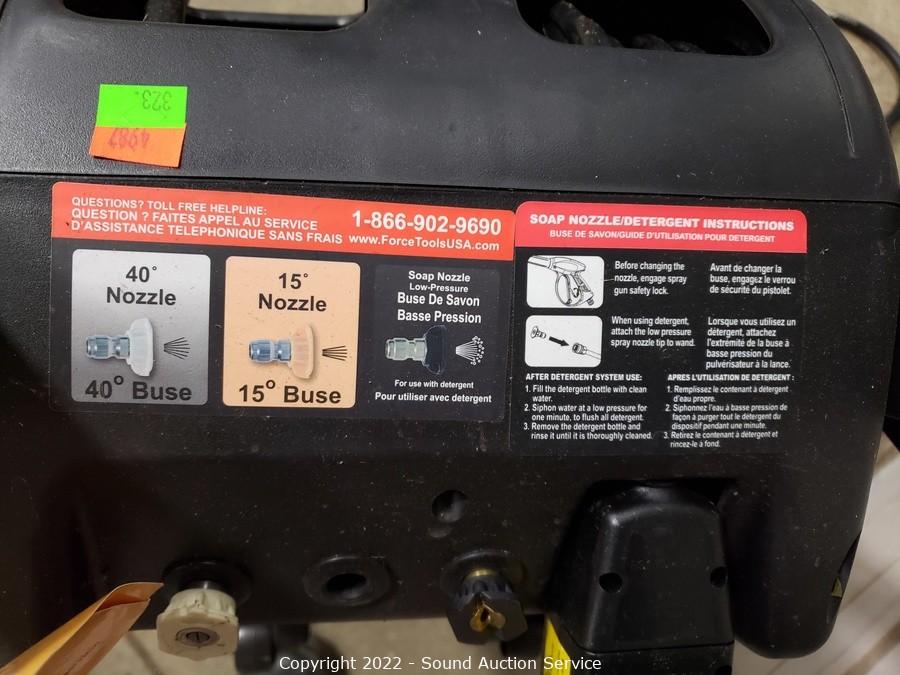 323.
4987
QUESTIONS? TOLL FREE HELPLINE:
QUESTION ? FAITES APPEL AU SERVICE
D'ASSISTANCE TELEPHONIQUE SANS FRAIS
1-866-902-9690
www.ForceToolsUSA.com
40°
Nozzle
40° Buse
15°
Nozzle
15° Buse
Soap Nozzle
Low-Pressure
Buse De Savon
Basse Pression
For use with detergent
Pour utiliser avec detergent
SOAP NOZZLE/DETERGENT INSTRUCTIONS
BUSE DE SAVON/GUIDE D'UTILISATION POUR DETERGENT
Before changing the
nozzle, engage spray
gun safety lock.
Avant de changer la
buse, engagez le verrou
de sécurité du pistolet.
When using detergent,
attach the low pressure
spray nozzle tip to wand.
Lorsque vous utilisez un
détergent, attachez
l'extrémité de la buse à
basse pression du
pulvérisateur à la lance.
AFTER DETERGENT SYSTEM USE:
1. Fill the detergent bottle with clean
water.
2. Siphon water at a low pressure for
one minute, to flush all detergent.
3. Remove the detergent bottle and
rinse it until it is thoroughly cleaned.
APRES L'UTILISATION DE DETERGENT :
1. Remplissez le contenant à détergent
d'eau propre.
2. Siphonnez l'eau à basse pression de
façon à purger tout le détergent du
dispositif pendant une minute.
3. Retirez le contenant à détergent et
rincez-le à fond.
Copyright 2022 - Sound Auction Service